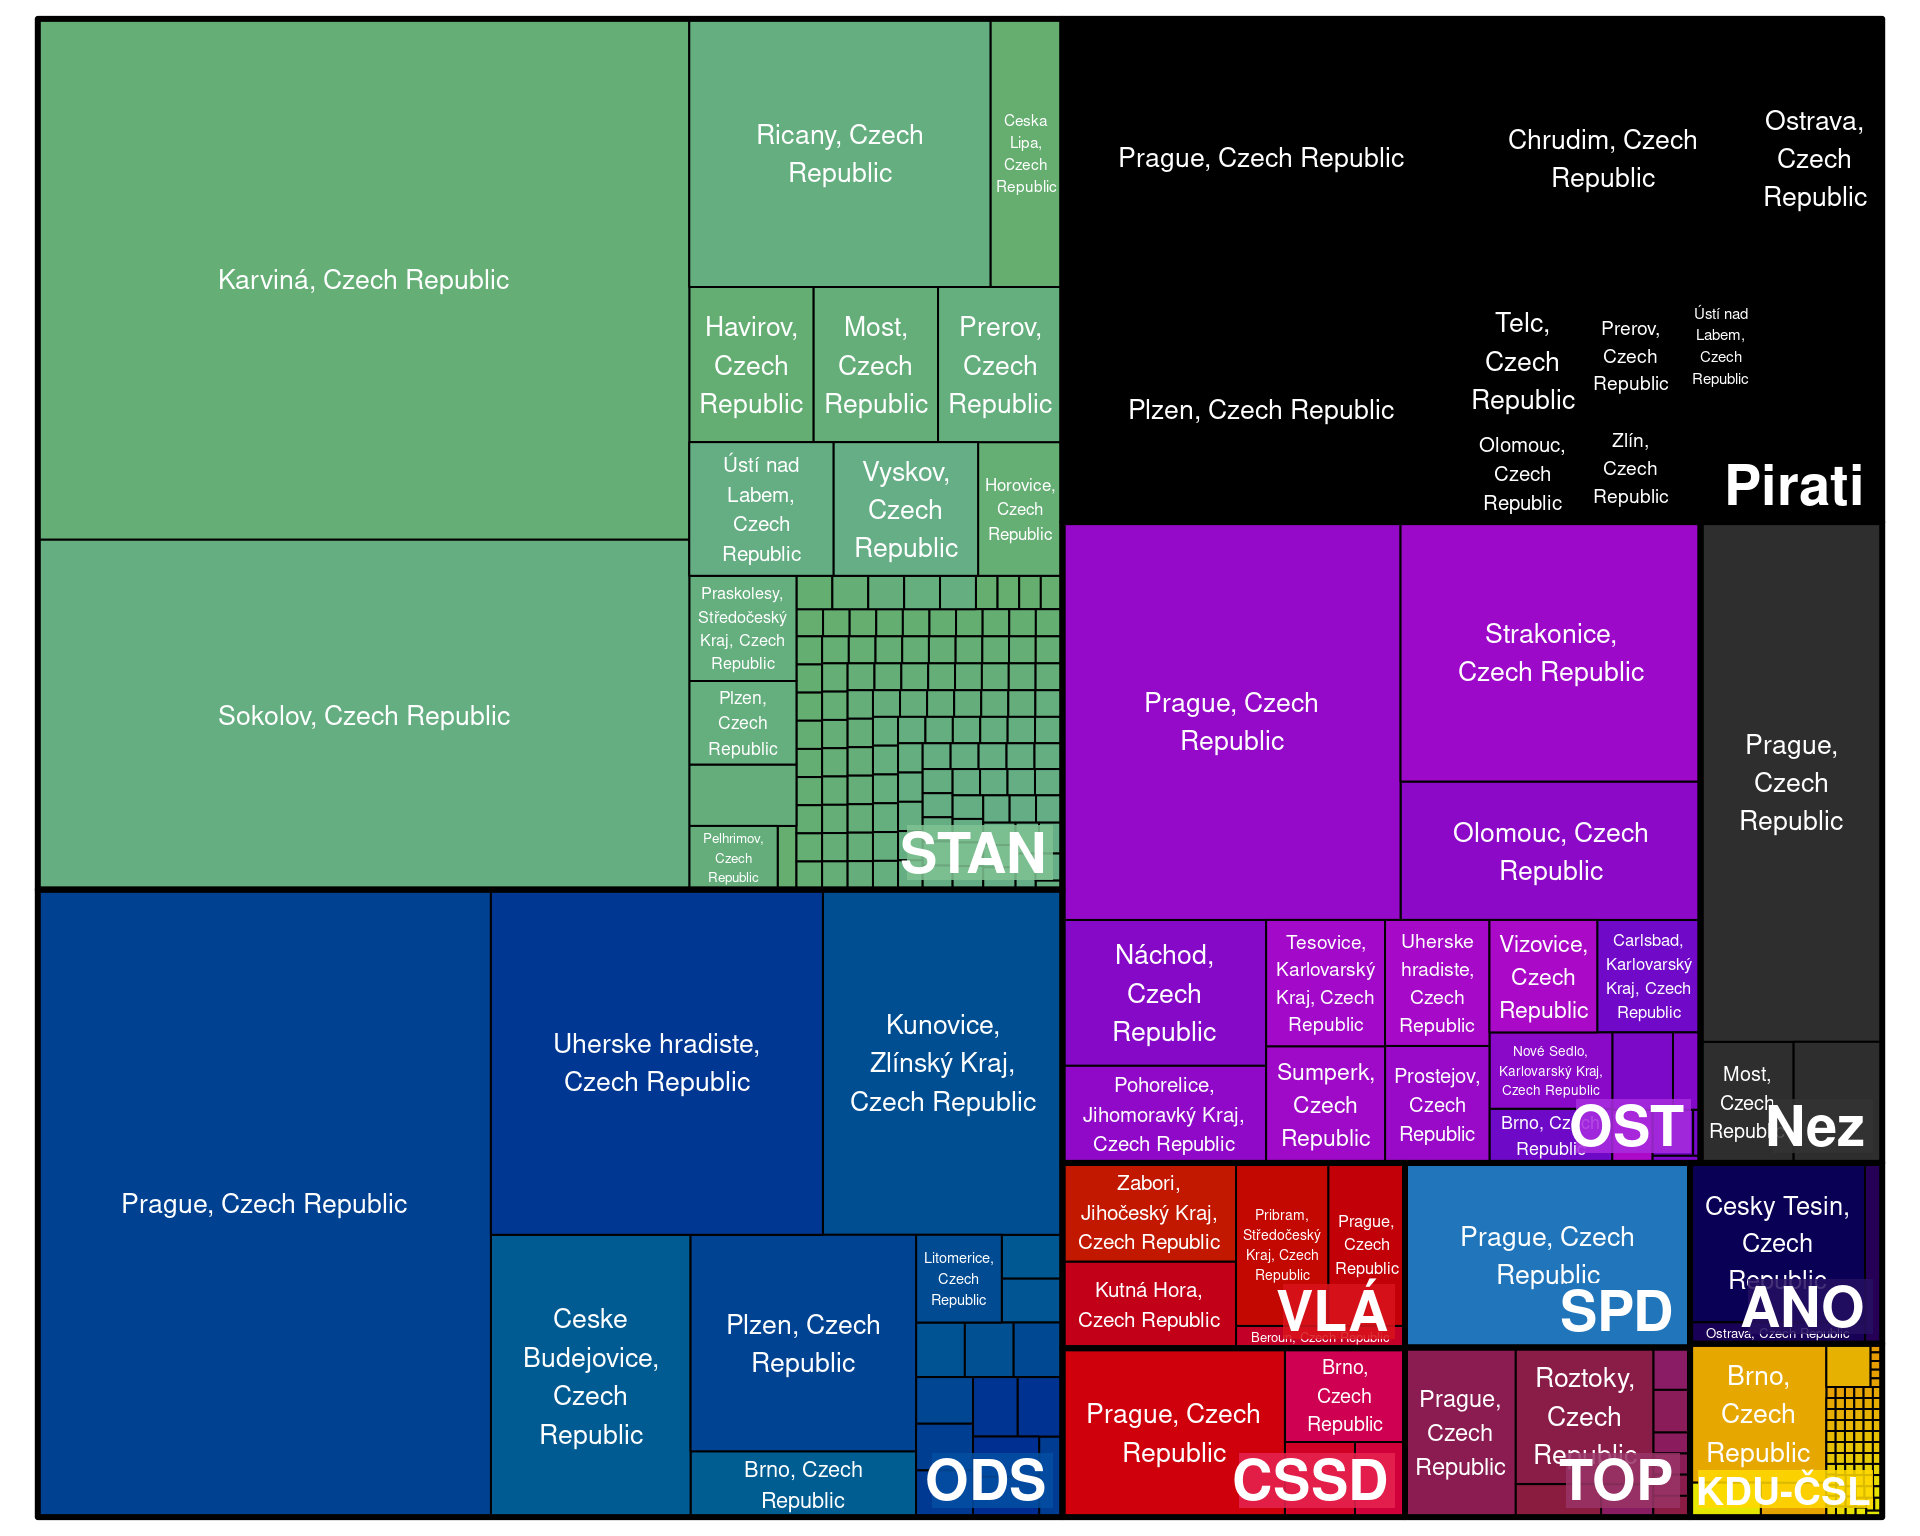 Karviná, Czech Republic
Sokolov, Czech Republic
Ricany, Czech
Republic
Ceska
Lipa,
Czech
Republic
Havirov,
Czech
Republic
Most,
Czech
Republic
Prerov,
Czech
Republic
Ústí nad
Labem,
Czech
Republic
Vyskov,
Czech
Republic
Horovice,
Czech
Republic
Praskolesy,
Středočeský
Kraj, Czech
Republic
Plzen,
Czech
Republic
Pelhrimov,
Czech
Republic
STAN
Prague, Czech Republic
Chrudim, Czech
Republic
Ostrava,
Czech
Republic
Plzen, Czech Republic
Telc,
Czech
Republic
Prerov,
Czech
Republic
Ústí nad
Labem,
Czech
Republic
Olomouc,
Czech
Republic
Zlín,
Czech
Republic
Pirati
Prague, Czech
Republic
Strakonice,
Czech Republic
Olomouc, Czech
Republic
Náchod,
Czech
Republic
Pohorelice,
Jihomoravký Kraj,
Czech Republic
Tesovice,
Karlovarský
Kraj, Czech
Republic
Uherske
hradiste,
Czech
Republic
Vizovice,
Czech
Republic
Carlsbad,
Karlovarský
Kraj, Czech
Republic
Sumperk,
Czech
Republic
Prostejov,
Czech
Republic
Nové Sedlo,
Karlovarský Kraj,
Czech Republic
Brno, Czech
Republic
OST
Prague,
Czech
Republic
Most,
Czech
Republic
Nez
Prague, Czech Republic
Uherske hradiste,
Czech Republic
Kunovice,
Zlínský Kraj,
Czech Republic
Ceske
Budejovice,
Czech
Republic
Plzen, Czech
Republic
Brno, Czech
Republic
Litomerice,
Czech
Republic
ODS
Zabori,
Jihočeský Kraj,
Czech Republic
Kutná Hora,
Czech Republic
Pribram,
Středočeský
Kraj, Czech
Republic
Prague,
Czech
Republic
Beroun, Czech Republic
VLÁ
Prague, Czech
Republic
SPD
Cesky Tesin,
Czech
Republic
Ostrava, Czech Republic
ANO
Prague, Czech
Republic
Brno,
Czech
Republic
CSSD
Prague,
Czech
Republic
Roztoky,
Czech
Republic
TOP
Brno,
Czech
Republic
KDU-ČSL